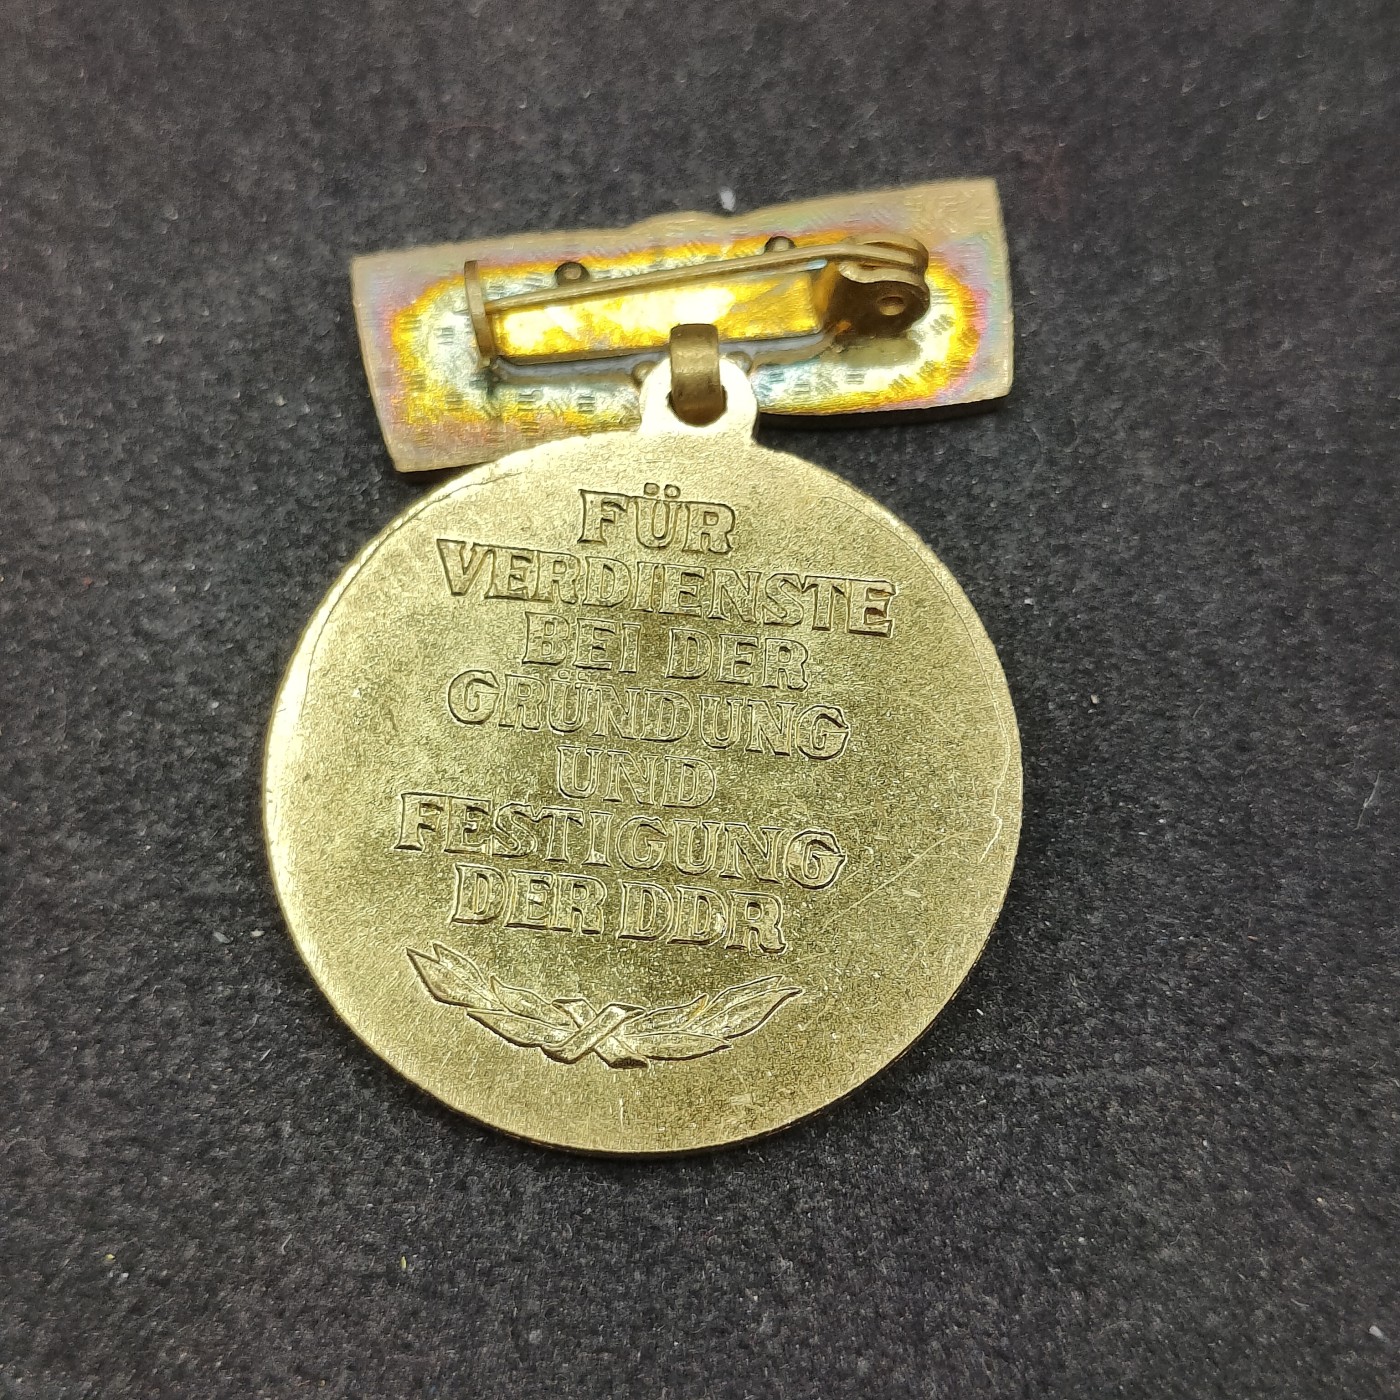 FÜR
VERDIENSTE
BEI DER
GRÜNDUNG
UND
FESTIGUNG
DER DDR